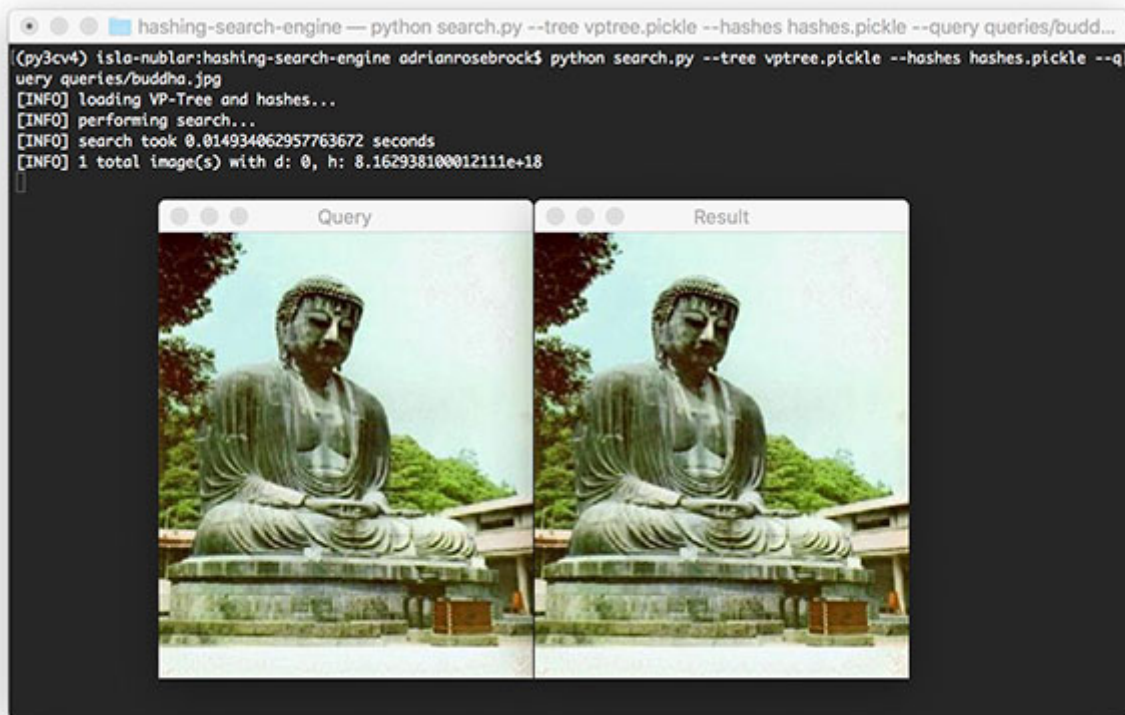 hashing-search-engine — python search.py --tree vptree.pickle --hashes hashes.pickle --query queries/budd...
(py3cv4) isla-nublar:hashing-search-engine adrianrosebrock$ python search.py --tree vptree.pickle --hashes hashes.pickle --q
uery queries/buddha.jpg
[INFO] loading VP-Tree and hashes...
[INFO] performing search...
[INFO] search took 0.014934062957763672 seconds
[INFO] 1 total image(s) with d: 0, h: 8.162938100012111e+18
Query
Result